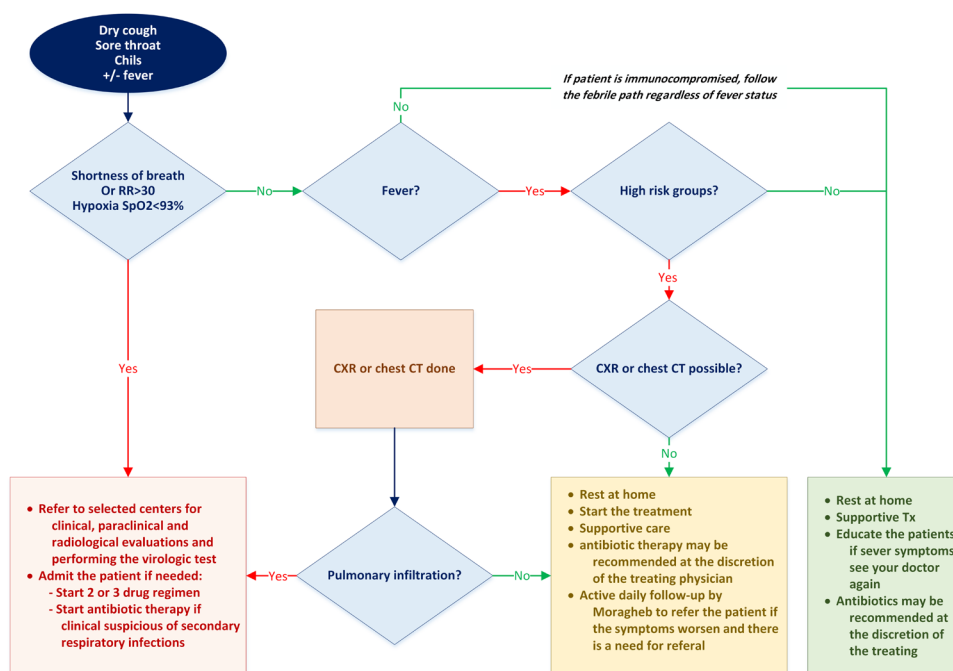 Dry cough
Sore throat
Chils
+/- fever
If patient is immunocompromised, follow
the febrile path regardless of fever status
No
Shortness of breath
Or RR>30
Hypoxia SpO2<93%
No
Fever?
Yes
High risk groups?
No
Yes
Yes
CXR or chest CT done
Yes
CXR or chest CT possible?
No
• Refer to selected centers for
clinical, paraclinical and
radiological evaluations and
performing the virologic test
• Admit the patient if needed:
- Start 2 or 3 drug regimen
- Start antibiotic therapy if
clinical suspicious of secondary
respiratory infections
Yes
Pulmonary infiltration?
No
• Rest at home
• Start the treatment
• Supportive care
• antibiotic therapy may be
recommended at the discretion
of the treating physician
• Active daily follow-up by
Moragheb to refer the patient if
the symptoms worsen and there
is a need for referal
• Rest at home
• Supportive Tx
• Educate the patients
if sever symptoms
see your doctor
again
• Antibiotics may be
recommended at
the discretion of
the treating